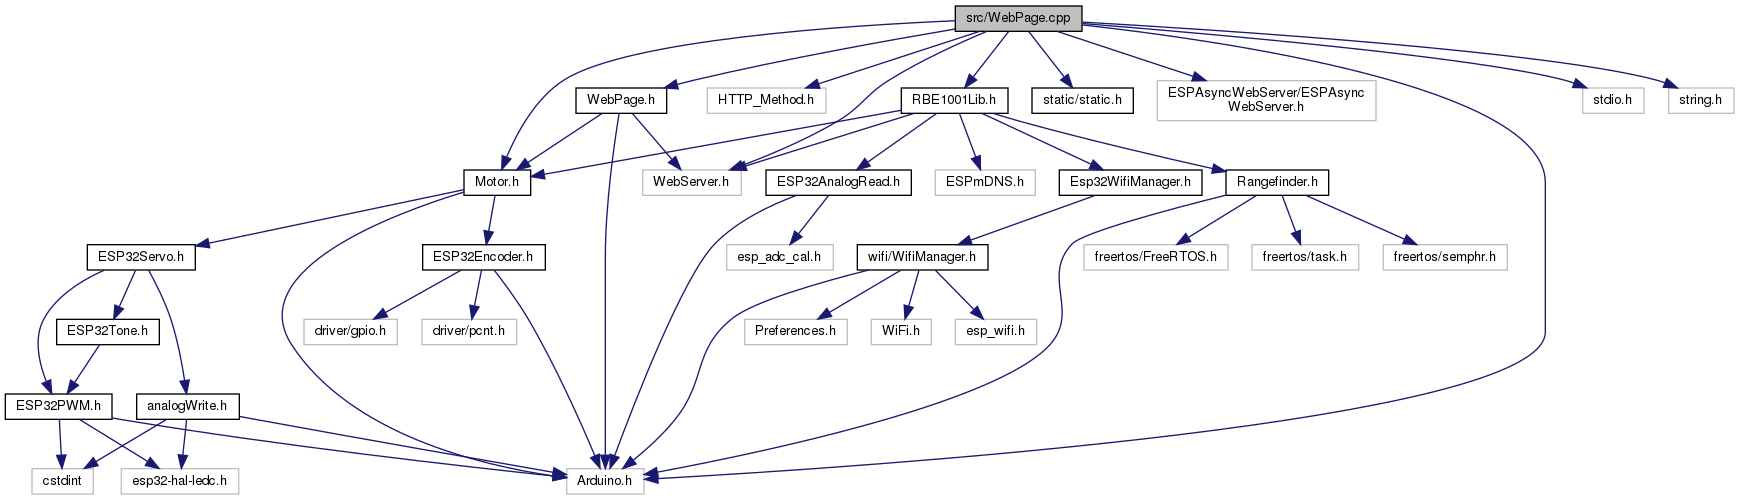 src/WebPage.cpp
WebPage.h
HTTP_Method.h
RBE1001Lib.h
static/static.h
ESPAsyncWebServer/ESPAsync
WebServer.h
stdio.h
string.h
Motor.h
WebServer.h
ESP32AnalogRead.h
ESPmDNS.h
Esp32WifiManager.h
Rangefinder.h
ESP32Servo.h
ESP32Encoder.h
esp_adc_cal.h
wifi/WifiManager.h
freertos/FreeRTOS.h
freertos/task.h
freertos/semphr.h
ESP32Tone.h
driver/gpio.h
driver/pcnt.h
Preferences.h
WiFi.h
esp_wifi.h
ESP32PWM.h
analogWrite.h
cstdint
esp32-hal-ledc.h
Arduino.h